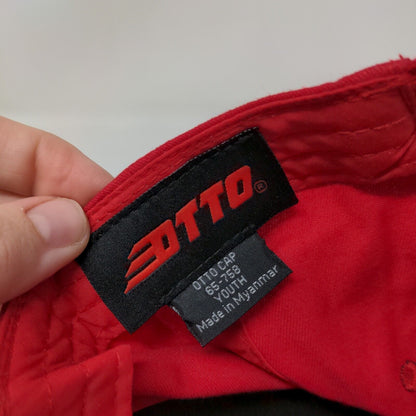 OTTO®
OTTO CAP
65-758
YOUTH
Made in Myanmar